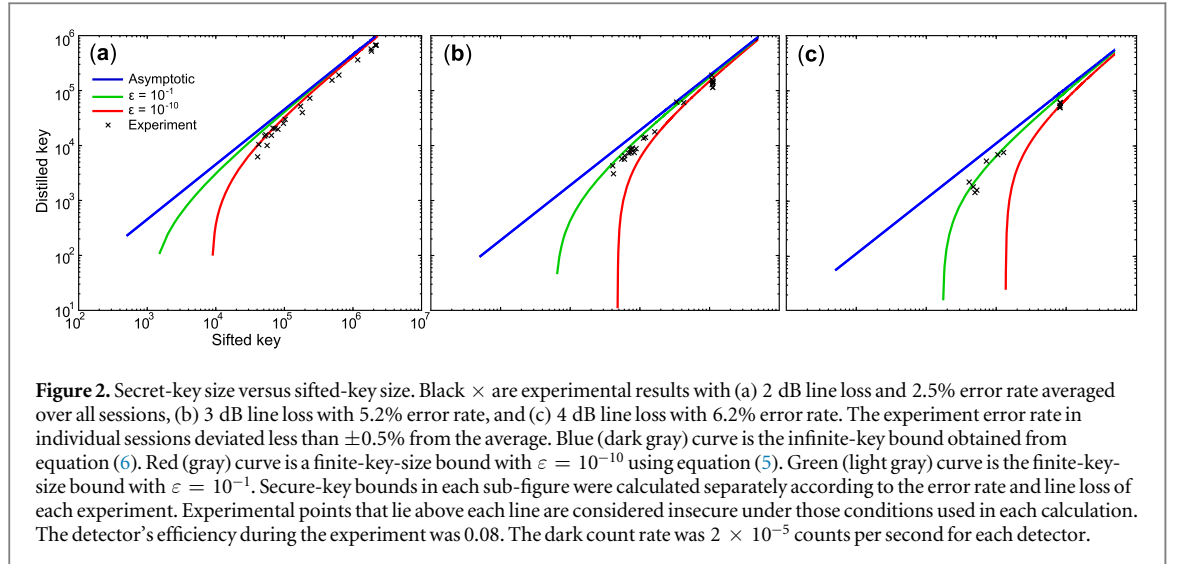 10^6
(a)
(b)
(c)
Asymptotic
ε = 10^-1
ε = 10^-10
Experiment
10^5
10^4
10^3
10^2
10^1
Distilled key
10^2 10^3 10^4 10^5 10^6 10^7
Sifted key
Figure 2. Secret-key size versus sifted-key size. Black × are experimental results with (a) 2 dB line loss and 2.5% error rate averaged
over all sessions, (b) 3 dB line loss with 5.2% error rate, and (c) 4 dB line loss with 6.2% error rate. The experiment error rate in
individual sessions deviated less than ±0.5% from the average. Blue (dark gray) curve is the infinite-key bound obtained from
equation (6). Red (gray) curve is a finite-key-size bound with ε = 10^−10 using equation (5). Green (light gray) curve is the finite-key-
size bound with ε = 10^−1. Secure-key bounds in each sub-figure were calculated separately according to the error rate and line loss of
each experiment. Experimental points that lie above each line are considered insecure under those conditions used in each calculation.
The detector's efficiency during the experiment was 0.08. The dark count rate was 2 × 10^−5 counts per second for each detector.